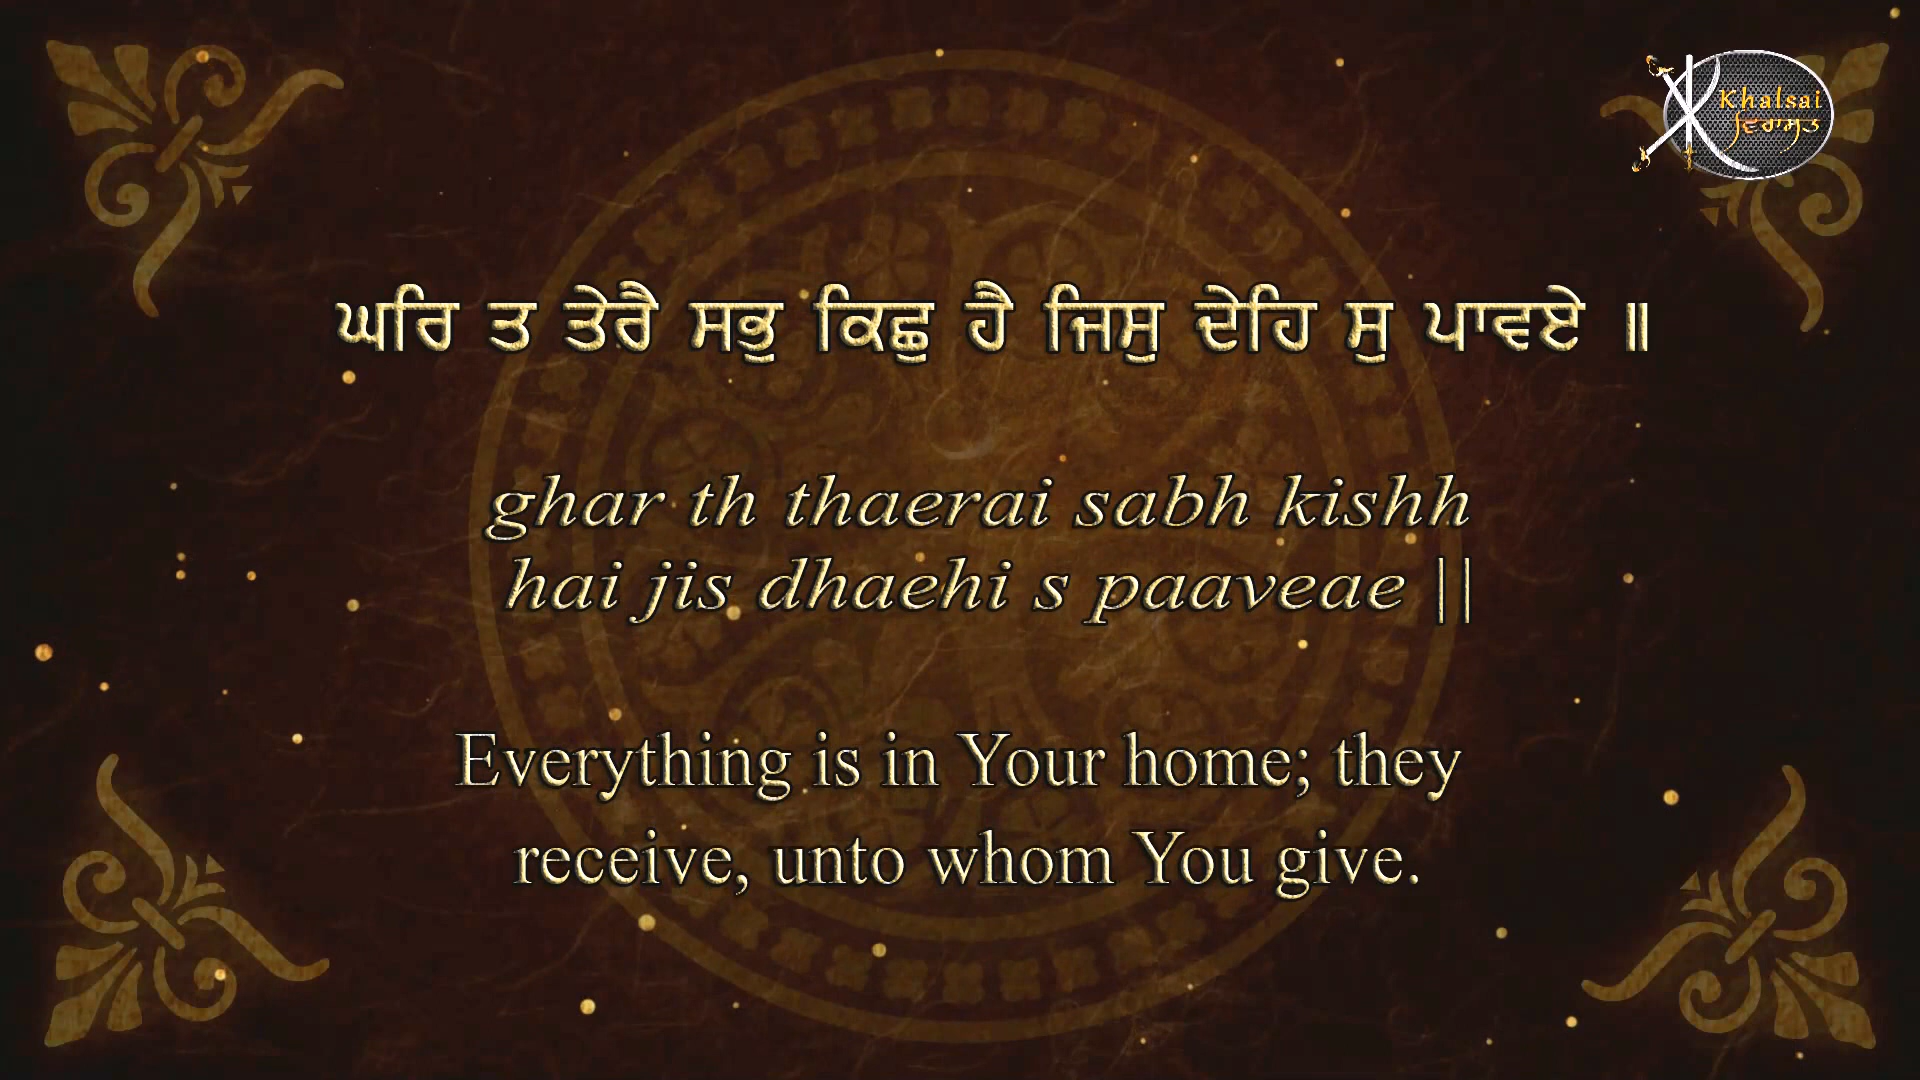 Khalsai
ਵਿਰਾਸਤ
ਘਰਿ ਤ ਤੇਰੈ ਸਭੁ ਕਿਛੁ ਹੈ ਜਿਸੁ ਦੇਹਿ ਸੁ ਪਾਵਏ ॥
ghar th thaerai sabh kishh
hai jis dhaehi s paaveae ||
Everything is in Your home; they
receive, unto whom You give.